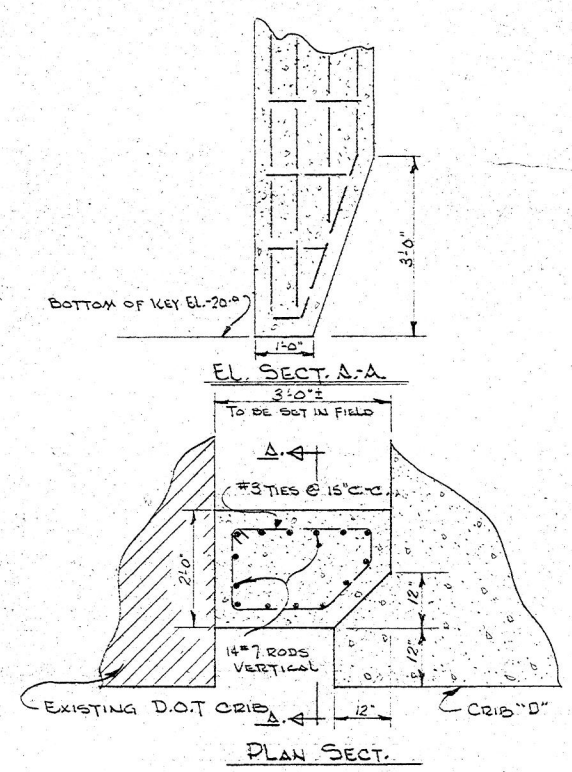 3'-0"
BOTTOM OF KEY EL.-20.0
1'-0"
EL. SECT. A-A
3'-0"±
TO BE SET IN FIELD
A.
#3 TIES @ 15" C-C.
2'-0"
12"
12"
14 #7 RODS
VERTICAL
EXISTING D.O.T CRIB
A.
12"
CRIB "D"
PLAN SECT.